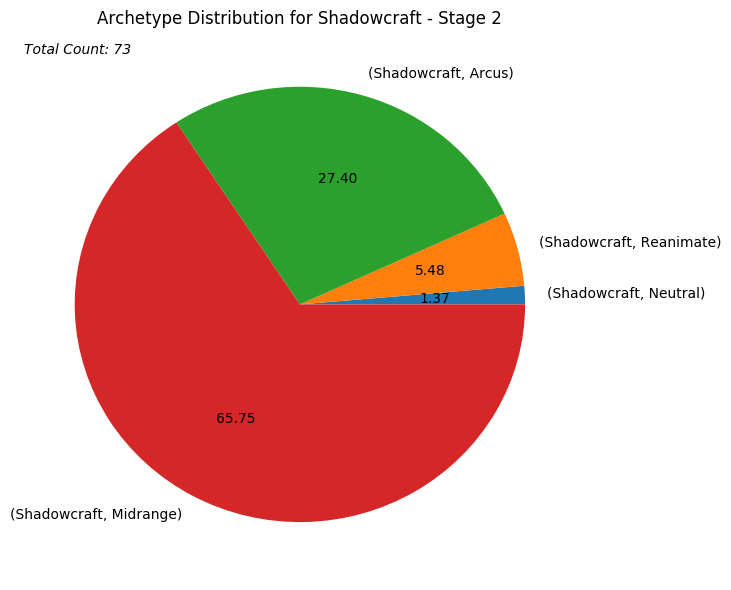 Archetype Distribution for Shadowcraft - Stage 2
Total Count: 73
(Shadowcraft, Arcus)
27.40
(Shadowcraft, Reanimate)
5.48
(Shadowcraft, Neutral)
1.37
65.75
(Shadowcraft, Midrange)